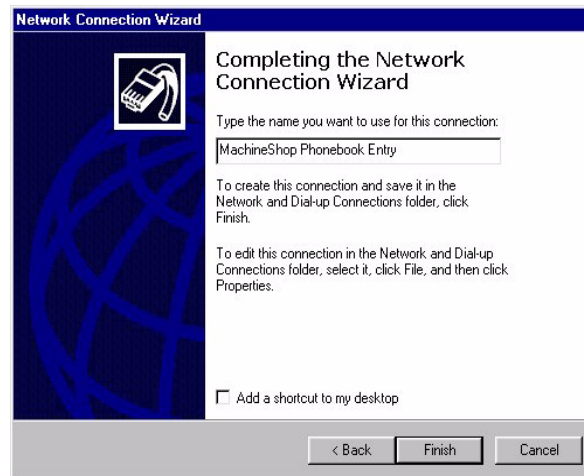 Network Connection Wizard
Completing the Network
Connection Wizard
Type the name you want to use for this connection:
MachineShop Phonebook Entry
To create this connection and save it in the
Network and Dial-up Connections folder, click
Finish.
To edit this connection in the Network and Dial-up
Connections folder, select it, click File, and then click
Properties.
Add a shortcut to my desktop
< Back
Finish
Cancel